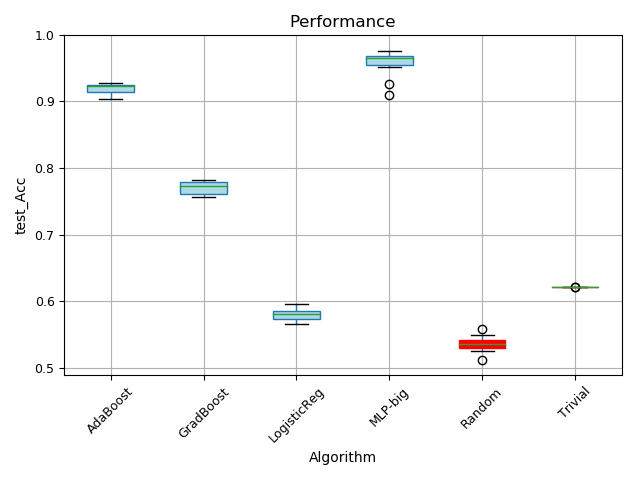 Performance
1.0
0.9
0.8
0.7
0.6
0.5
test_Acc
AdaBoost
GradBoost
LogisticReg
MLP-big
Random
Trivial
Algorithm